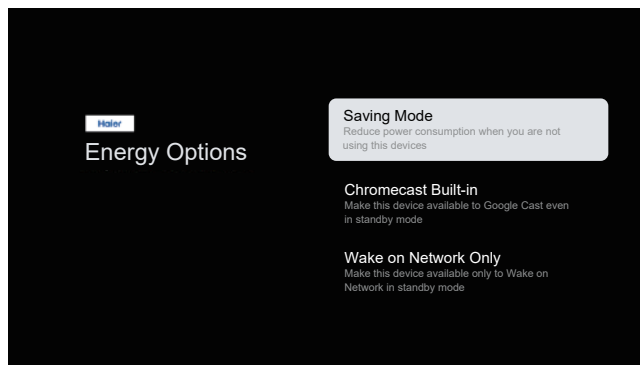 Haier
Energy Options
Saving Mode
Reduce power consumption when you are not
using this devices
Chromecast Built-in
Make this device available to Google Cast even
in standby mode
Wake on Network Only
Make this device available only to Wake on
Network in standby mode